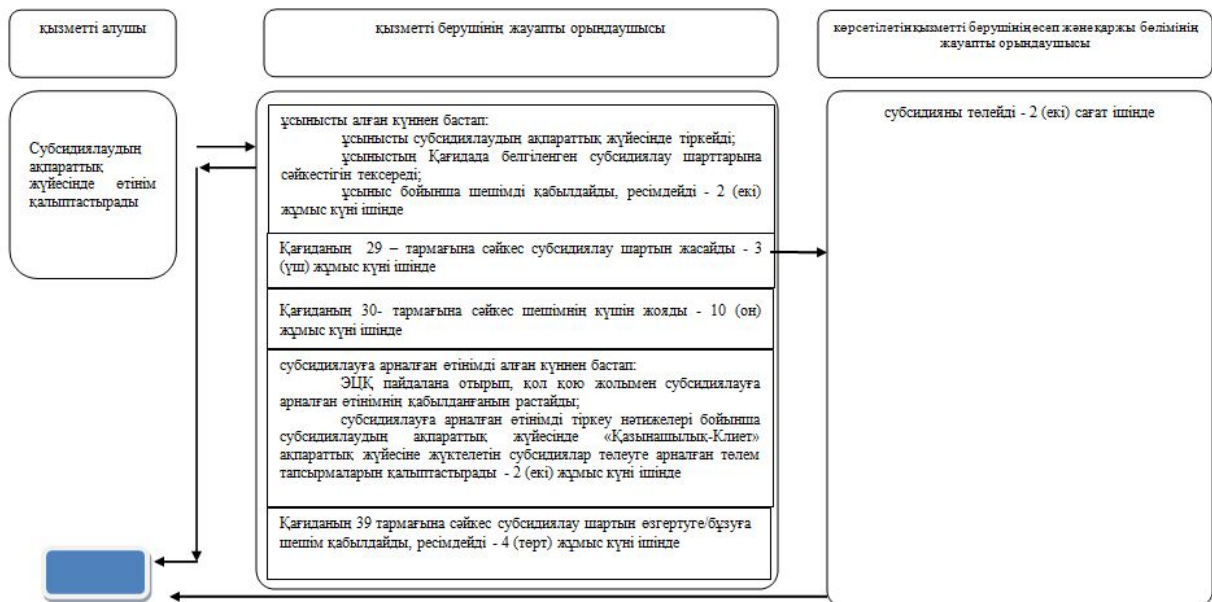 қызметті алушы
қызметті берушінің жауапты орындаушысы
көрсетілетін қызметті берушінің есеп және қаржы бөлімінің
жауапты орындаушысы
Субсидиялаудың
ақпараттық
жүйесінде өтінім
қалыптастырады
ұсынысты алған күннен бастап:
ұсынысты субсидиялаудың ақпараттық жүйесінде тіркейді;
ұсыныстың Қағидада белгіленген субсидиялау шарттарына
сәйкестігін тексереді;
ұсыныс бойынша шешімді қабылдайды, ресімдейді - 2 (екі)
жұмыс күні ішінде
Қағиданың 29 – тармағына сәйкес субсидиялау шартын жасайды - 3
(үш) жұмыс күні ішінде
Қағиданың 30- тармағына сәйкес шешімнің күшін жояды - 10 (он)
жұмыс күні ішінде
субсидиялауға арналған өтінімді алған күннен бастап:
ЭЦҚ пайдалана отырып, қол қою жолымен субсидиялауға
арналған өтінімнің қабылданғанын растайды;
субсидиялауға арналған өтінімді тіркеу нәтижелері бойынша
субсидиялаудың ақпараттық жүйесінде «Қазынашылық-Клиет»
ақпараттық жүйесіне жүктелетін субсидиялар төлеуге арналған төлем
тапсырмаларын қалыптастырады - 2 (екі) жұмыс күні ішінде
Қағиданың 39 тармағына сәйкес субсидиялау шартын өзгертуге/бұзуға
шешім қабылдайды, ресімдейді - 4 (төрт) жұмыс күні ішінде
субсидияны төлейді - 2 (екі) сағат ішінде